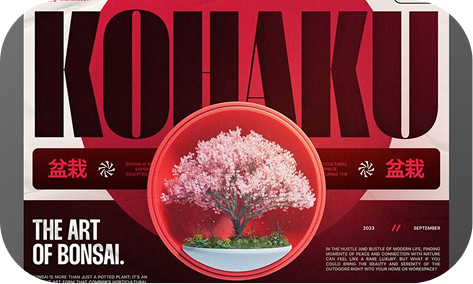 KOHAKU
盆栽
盆栽
THE ART
OF BONSAI.
2023 // SEPTEMBER
IN THE HUSTLE AND BUSTLE OF MODERN LIFE, FINDING
MOMENTS OF PEACE AND CONNECTION WITH NATURE
CAN FEEL LIKE A RARE LUXURY. BUT WHAT IF YOU
COULD BRING THE BEAUTY AND SERENITY OF THE
OUTDOORS RIGHT INTO YOUR HOME OR WORKSPACE?
BONSAI IS MORE THAN JUST A POTTED PLANT; IT'S AN
ART FORM THAT COMBINES HORTICULTURAL